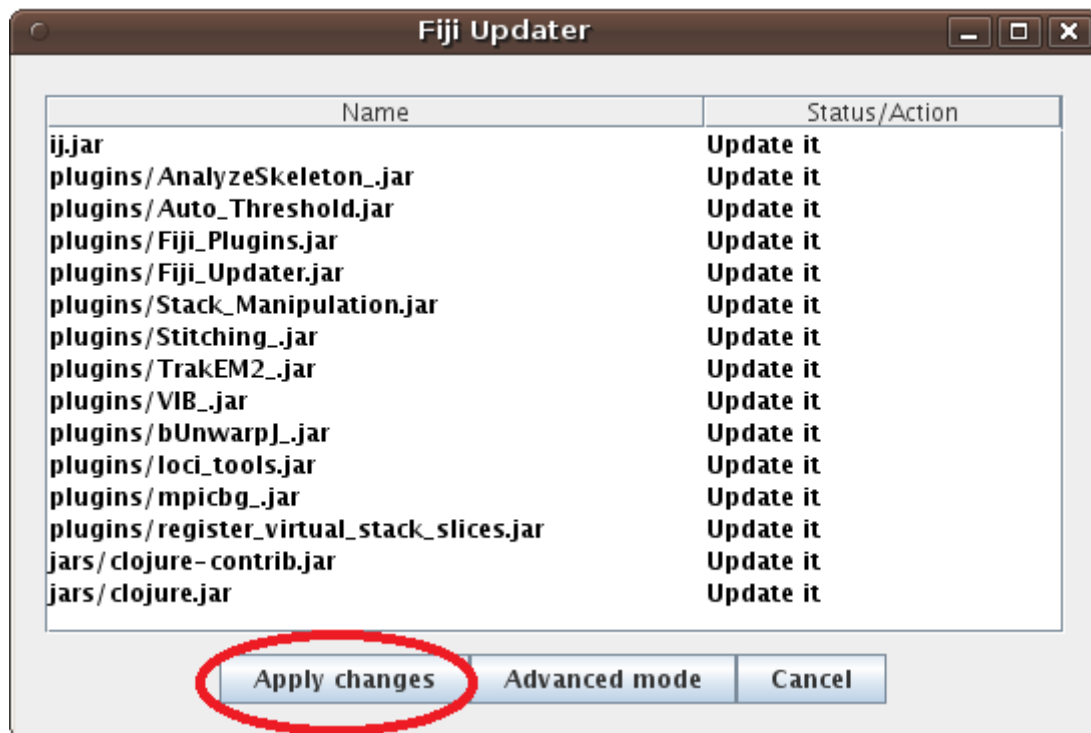 Fiji Updater
Name Status/Action
ij.jar Update it
plugins/AnalyzeSkeleton_.jar Update it
plugins/Auto_Threshold.jar Update it
plugins/Fiji_Plugins.jar Update it
plugins/Fiji_Updater.jar Update it
plugins/Stack_Manipulation.jar Update it
plugins/Stitching_.jar Update it
plugins/TrakEM2_.jar Update it
plugins/VIB_.jar Update it
plugins/bUnwarpJ_.jar Update it
plugins/loci_tools.jar Update it
plugins/mpicbg_.jar Update it
plugins/register_virtual_stack_slices.jar Update it
jars/clojure-contrib.jar Update it
jars/clojure.jar Update it
Apply changes Advanced mode Cancel